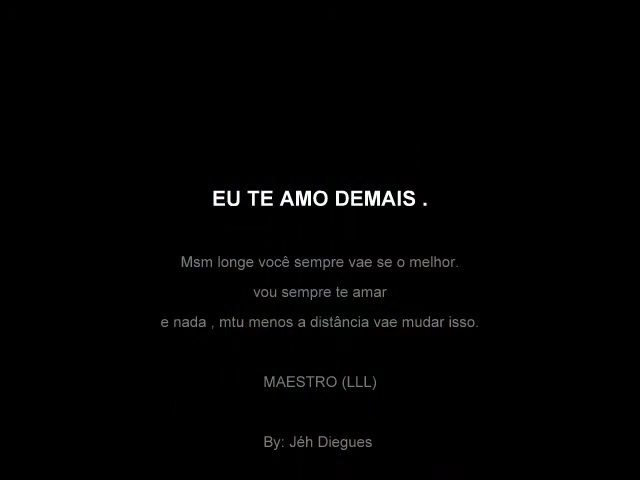 EU TE AMO DEMAIS .
Msm longe você sempre vae se o melhor.
vou sempre te amar
e nada , mtu menos a distância vae mudar isso.
MAESTRO (LLL)
By: Jéh Diegues